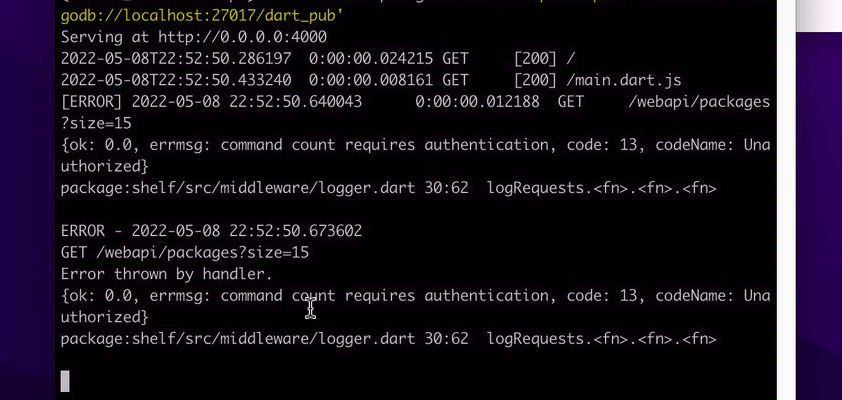 godb://localhost:27017/dart_pub'
Serving at http://0.0.0.0:4000
2022-05-08T22:52:50.286197  0:00:00.024215 GET     [200] /
2022-05-08T22:52:50.433240  0:00:00.008161 GET     [200] /main.dart.js
[ERROR] 2022-05-08 22:52:50.640043     0:00:00.012188  GET     /webapi/packages
?size=15
{ok: 0.0, errmsg: command count requires authentication, code: 13, codeName: Una
uthorized}
package:shelf/src/middleware/logger.dart 30:62  logRequests.<fn>.<fn>.<fn>
ERROR - 2022-05-08 22:52:50.673602
GET /webapi/packages?size=15
Error thrown by handler.
{ok: 0.0, errmsg: command count requires authentication, code: 13, codeName: Una
uthorized}
package:shelf/src/middleware/logger.dart 30:62  logRequests.<fn>.<fn>.<fn>